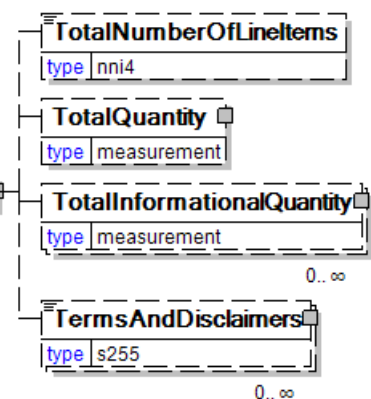 TotalNumberOfLineItems
type nni4
TotalQuantity
type measurement
TotalInformationalQuantity
type measurement
0.. ∞
TermsAndDisclaimers
type s255
0.. ∞